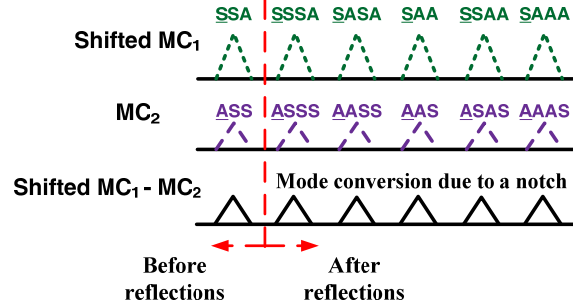 SSA SSSA SASA SAA SSAA SAAA
Shifted MC₁
ASS ASSS AASS AAS ASAS AAAS
MC₂
Shifted MC₁ - MC₂ Mode conversion due to a notch
Before reflections After reflections